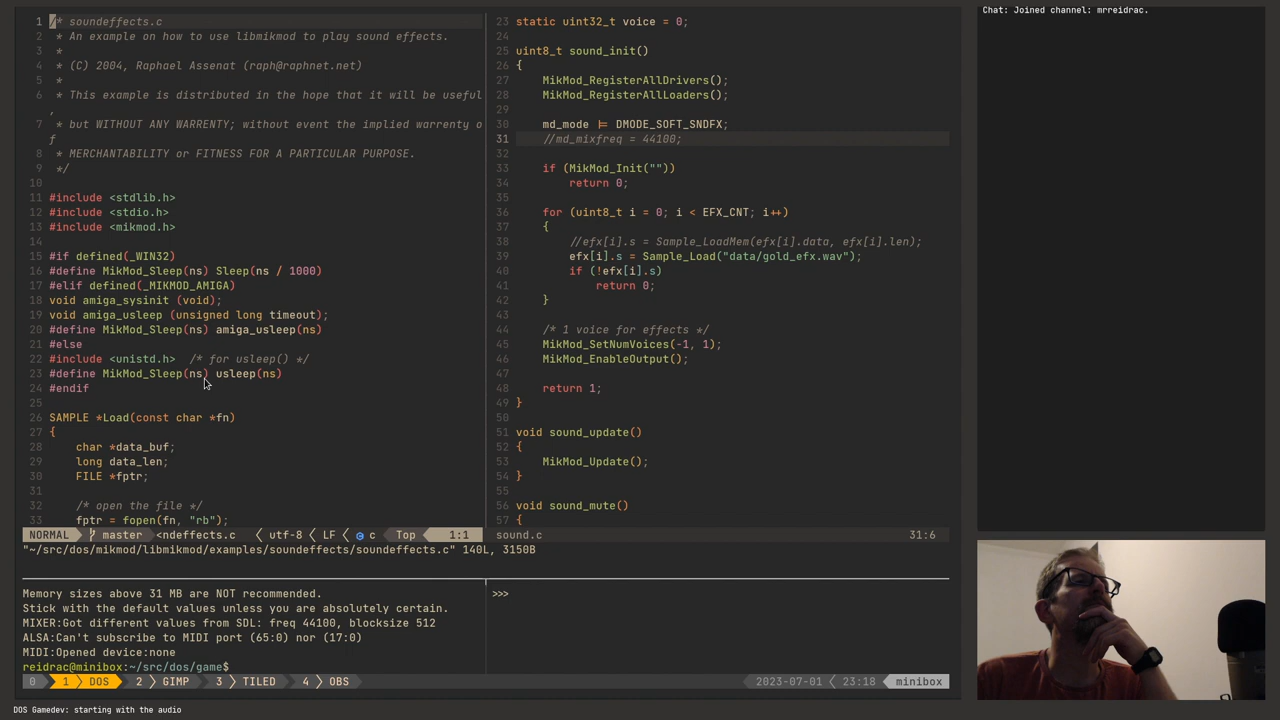 1 /* soundeffects.c
2  * An example on how to use libmikmod to play sound effects.
3  *
4  * (C) 2004, Raphael Assenat (raph@raphnet.net)
5  *
6  * This example is distributed in the hope that it will be useful
,
7  * but WITHOUT ANY WARRENTY; without event the implied warrenty o
f
8  * MERCHANTABILITY or FITNESS FOR A PARTICULAR PURPOSE.
9  */
10
11 #include <stdlib.h>
12 #include <stdio.h>
13 #include <mikmod.h>
14
15 #if defined(_WIN32)
16 #define MikMod_Sleep(ns) Sleep(ns / 1000)
17 #elif defined(_MIKMOD_AMIGA)
18 void amiga_sysinit (void);
19 void amiga_usleep (unsigned long timeout);
20 #define MikMod_Sleep(ns) amiga_usleep(ns)
21 #else
22 #include <unistd.h>  /* for usleep() */
23 #define MikMod_Sleep(ns) usleep(ns)
24 #endif
25
26 SAMPLE *Load(const char *fn)
27 {
28     char *data_buf;
29     long data_len;
30     FILE *fptr;
31
32     /* open the file */
33     fptr = fopen(fn, "rb");
NORMAL master <ndeffects.c utf-8 LF c Top 1:1
"~/src/dos/mikmod/libmikmod/examples/soundeffects/soundeffects.c" 140L, 3150B
23 static uint32_t voice = 0;
24
25 uint8_t sound_init()
26 {
27     MikMod_RegisterAllDrivers();
28     MikMod_RegisterAllLoaders();
29
30     md_mode |= DMODE_SOFT_SNDFX;
31     //md_mixfreq = 44100;
32
33     if (MikMod_Init(""))
34         return 0;
35
36     for (uint8_t i = 0; i < EFX_CNT; i++)
37     {
38         //efx[i].s = Sample_LoadMem(efx[i].data, efx[i].len);
39         efx[i].s = Sample_Load("data/gold_efx.wav");
40         if (!efx[i].s)
41             return 0;
42     }
43
44     /* 1 voice for effects */
45     MikMod_SetNumVoices(-1, 1);
46     MikMod_EnableOutput();
47
48     return 1;
49 }
50
51 void sound_update()
52 {
53     MikMod_Update();
54 }
55
56 void sound_mute()
57 {
sound.c 31:6
Memory sizes above 31 MB are NOT recommended.
Stick with the default values unless you are absolutely certain.
MIXER:Got different values from SDL: freq 44100, blocksize 512
ALSA:Can't subscribe to MIDI port (65:0) nor (17:0)
MIDI:Opened device:none
reidrac@minibox:~/src/dos/game$
>>>
0 1 DOS 2 GIMP 3 TILED 4 OBS 2023-07-01 23:18 minibox
Chat: Joined channel: mrreidrac.
DOS Gamedev: starting with the audio